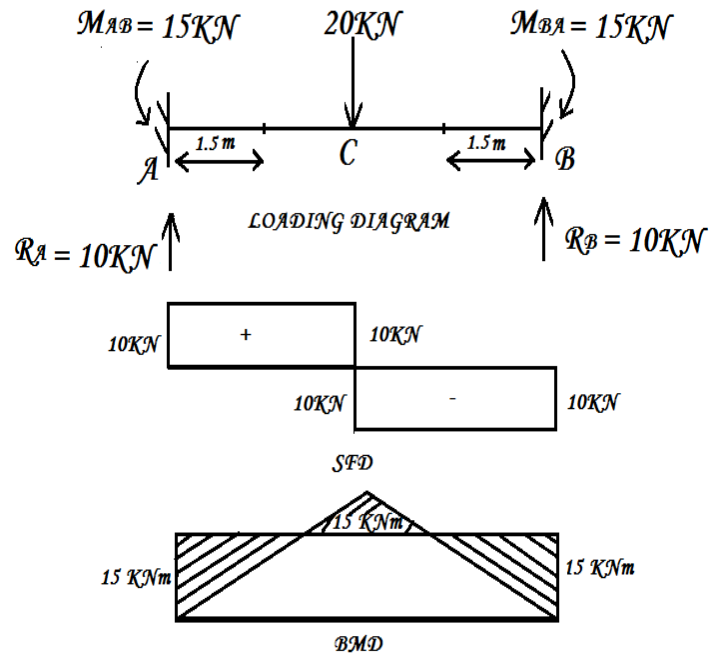 MAB = 15KN
20KN
MBA = 15KN
1.5 m
1.5 m
A
C
B
LOADING DIAGRAM
RA = 10KN
RB = 10KN
10KN
+
10KN
10KN
-
10KN
SFD
15 KNm
15 KNm
15 KNm
BMD